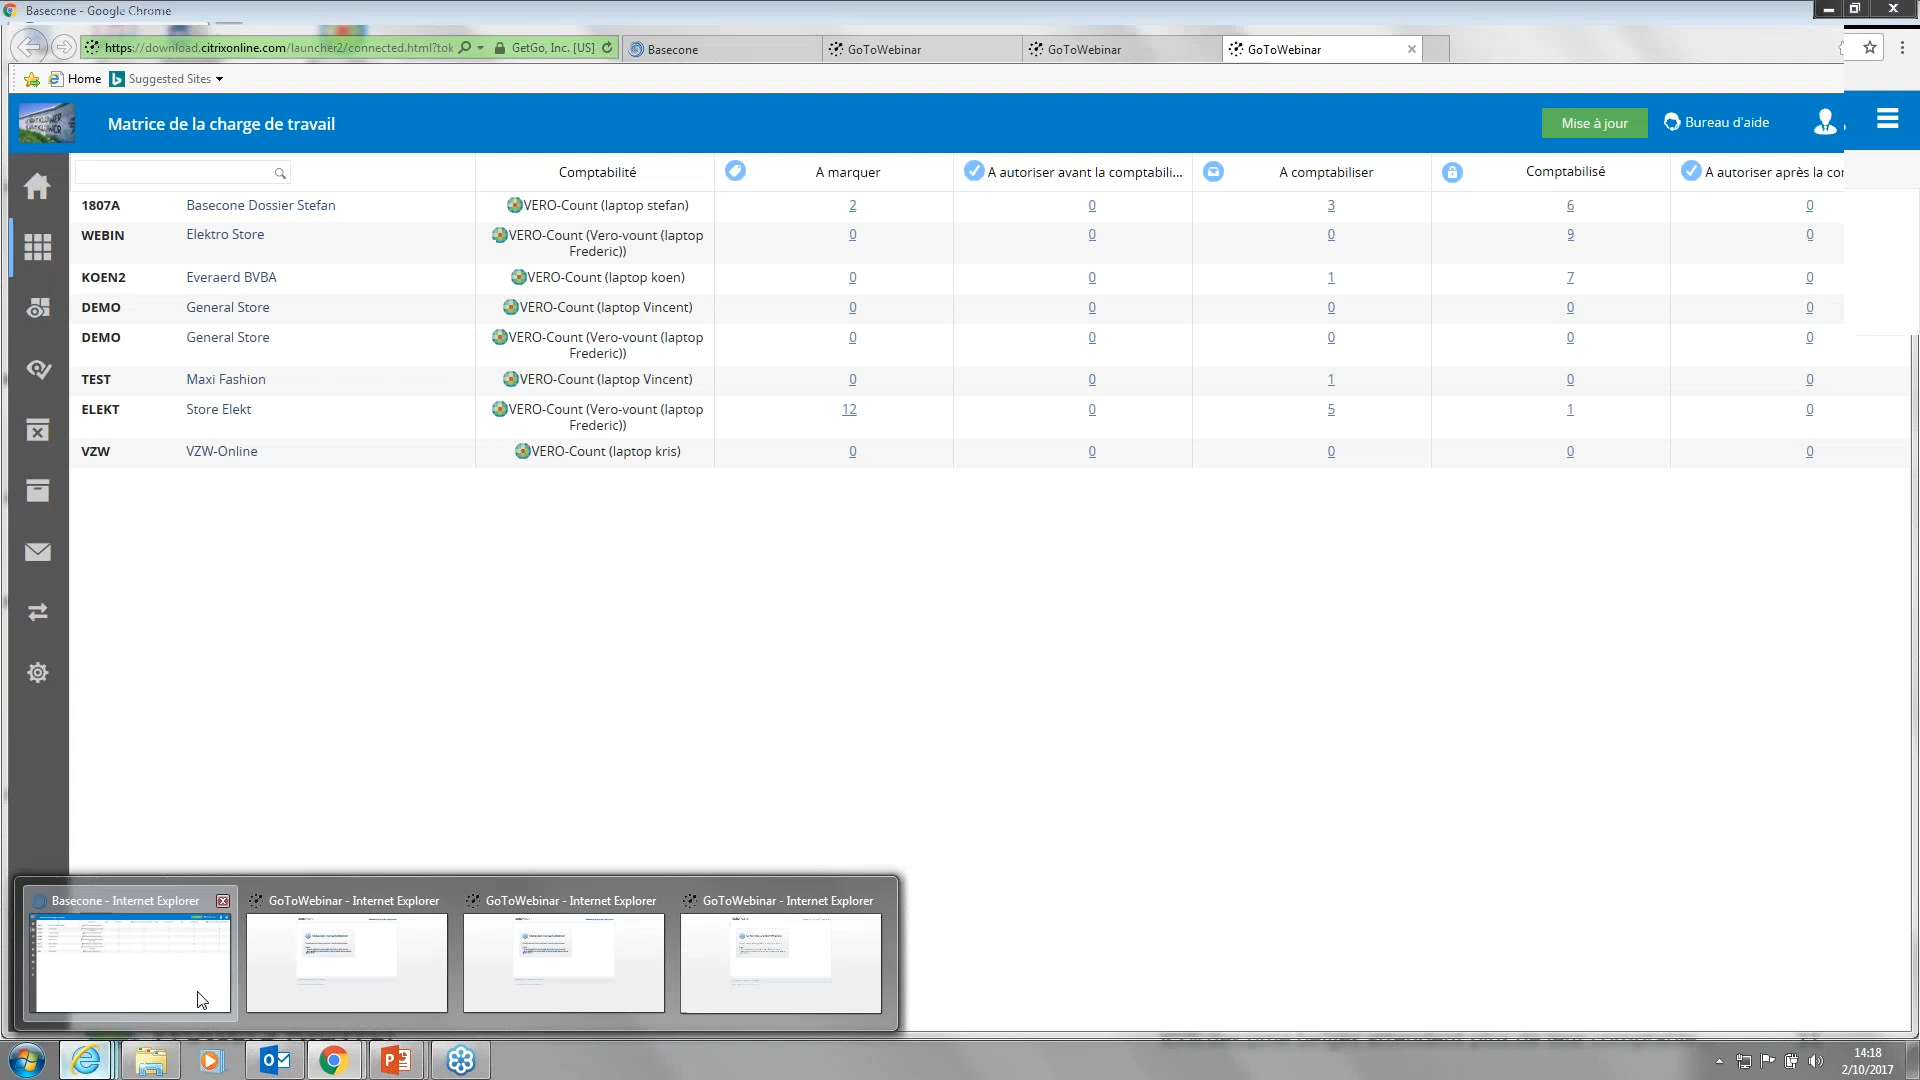 Basecone - Google Chrome
https://download.citrixonline.com/launcher2/connected.html?tok GetGo, Inc. [US] Basecone GoToWebinar GoToWebinar GoToWebinar
Home Suggested Sites
Matrice de la charge de travail Mise à jour Bureau d'aide
Comptabilité A marquer A autoriser avant la comptabili... A comptabiliser Comptabilisé A autoriser après la cor
1807A Basecone Dossier Stefan VERO-Count (laptop stefan) 2 0 3 6 0
WEBIN Elektro Store VERO-Count (Vero-vount (laptop Frederic)) 0 0 0 9 0
KOEN2 Everaerd BVBA VERO-Count (laptop koen) 0 0 1 7 0
DEMO General Store VERO-Count (laptop Vincent) 0 0 0 0 0
DEMO General Store VERO-Count (Vero-vount (laptop Frederic)) 0 0 0 0 0
TEST Maxi Fashion VERO-Count (laptop Vincent) 0 0 1 0 0
ELEKT Store Elekt VERO-Count (Vero-vount (laptop Frederic)) 12 0 5 1 0
VZW VZW-Online VERO-Count (laptop kris) 0 0 0 0 0
Basecone - Internet Explorer GoToWebinar - Internet Explorer GoToWebinar - Internet Explorer GoToWebinar - Internet Explorer
14:18
2/10/2017